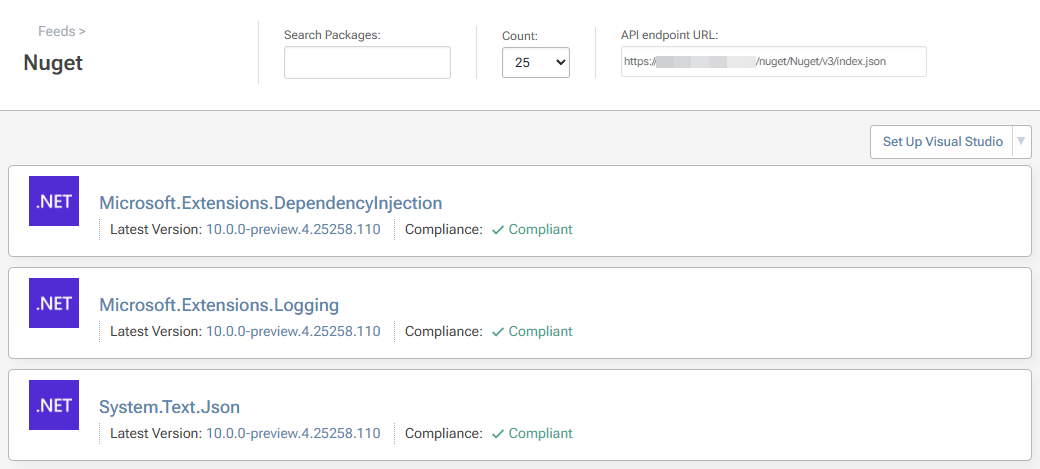 Feeds >
Nuget
Search Packages:
Count:
25
API endpoint URL:
https:// /nuget/Nuget/v3/index.json
Set Up Visual Studio
.NET
Microsoft.Extensions.DependencyInjection
Latest Version: 10.0.0-preview.4.25258.110 Compliance: ✓ Compliant
.NET
Microsoft.Extensions.Logging
Latest Version: 10.0.0-preview.4.25258.110 Compliance: ✓ Compliant
.NET
System.Text.Json
Latest Version: 10.0.0-preview.4.25258.110 Compliance: ✓ Compliant